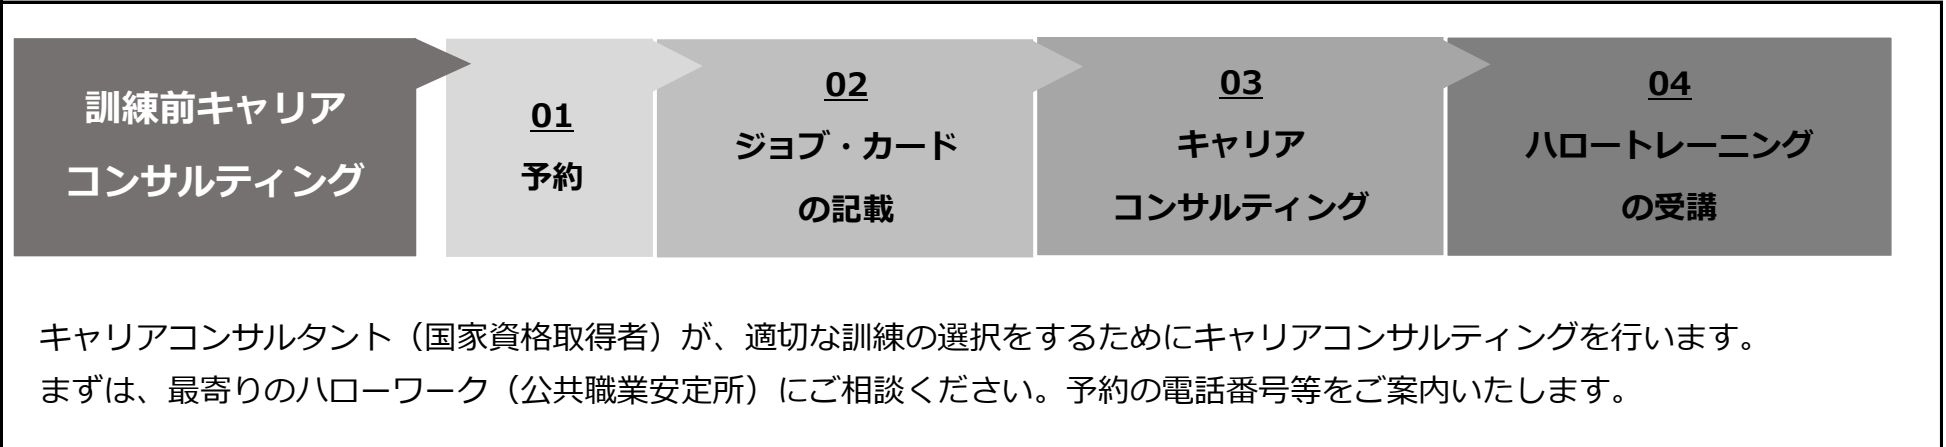 訓練前キャリア
コンサルティング
01
予約
02
ジョブ・カード
の記載
03
キャリア
コンサルティング
04
ハロートレーニング
の受講
キャリアコンサルタント（国家資格取得者）が、適切な訓練の選択をするためにキャリアコンサルティングを行います。
まずは、最寄りのハローワーク（公共職業安定所）にご相談ください。予約の電話番号等をご案内いたします。